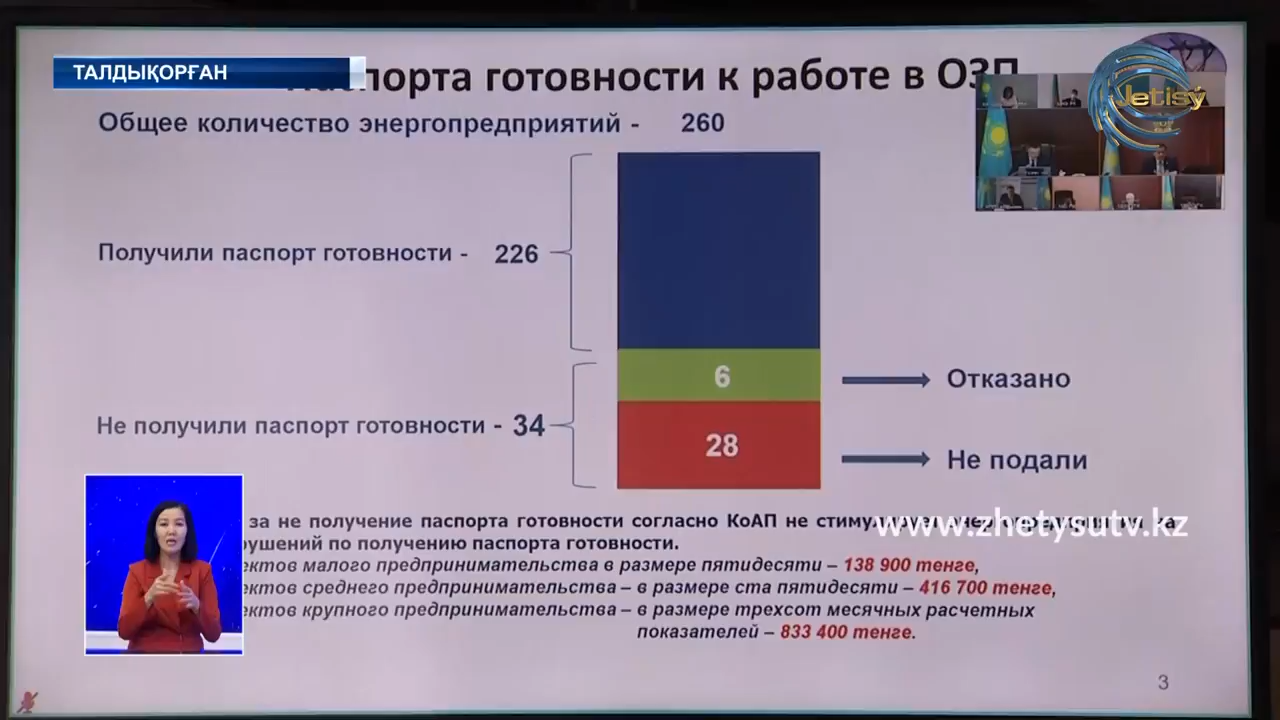 ТАЛДЫҚОРҒАН
порта готовности к работе в ОЗП
Jetisý
Общее количество энергопредприятий - 260
Получили паспорт готовности - 226
6
Отказано
Не получили паспорт готовности - 34
28
Не подали
за не получение паспорта готовности согласно КоАП не
www.zhetysutv.kz
рушений по получению паспорта готовности.
ектов малого предпринимательства в размере пятидесяти – 138 900 тенге,
ектов среднего предпринимательства – в размере ста пятидесяти – 416 700 тенге,
ектов крупного предпринимательства – в размере трехсот месячных расчетных
показателей – 833 400 тенге.
3